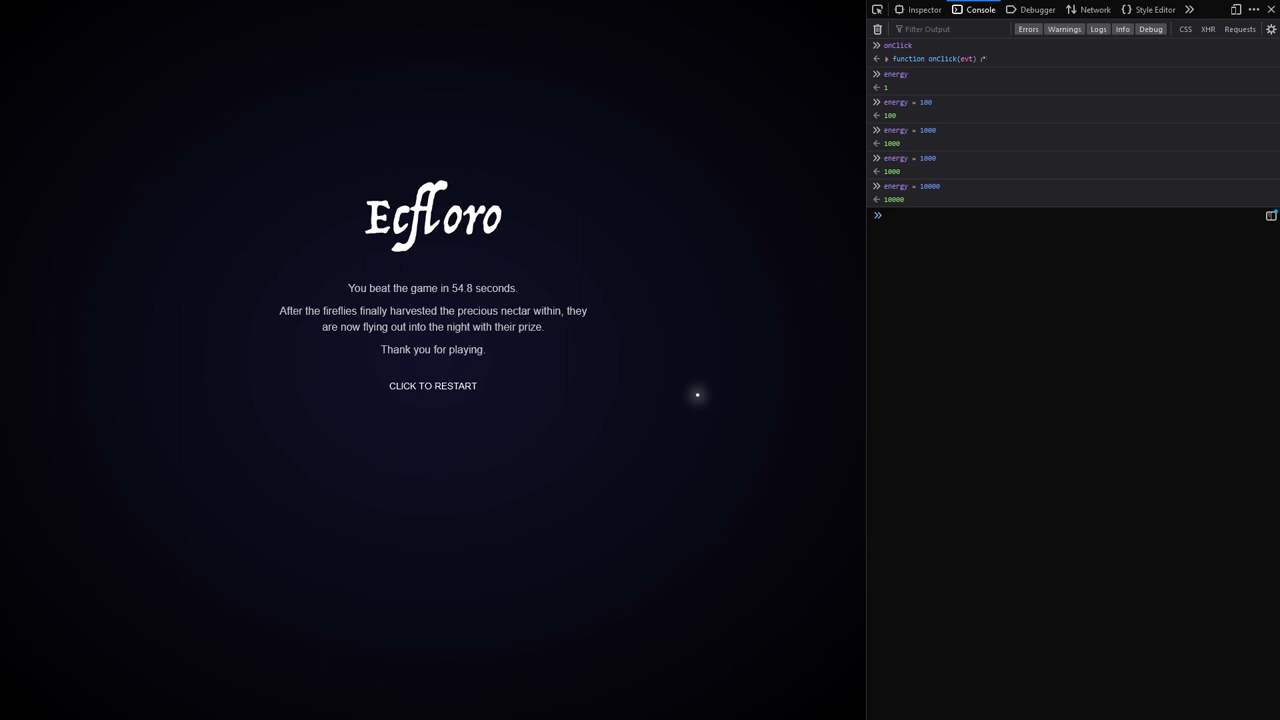 Ecfloro
You beat the game in 54.8 seconds.
After the fireflies finally harvested the precious nectar within, they
are now flying out into the night with their prize.
Thank you for playing.
CLICK TO RESTART
Inspector Console Debugger Network Style Editor
Filter Output Errors Warnings Logs Info Debug CSS XHR Requests
onClick
function onClick(evt)
energy
1
energy = 100
100
energy = 1000
1000
energy = 1000
1000
energy = 10000
10000